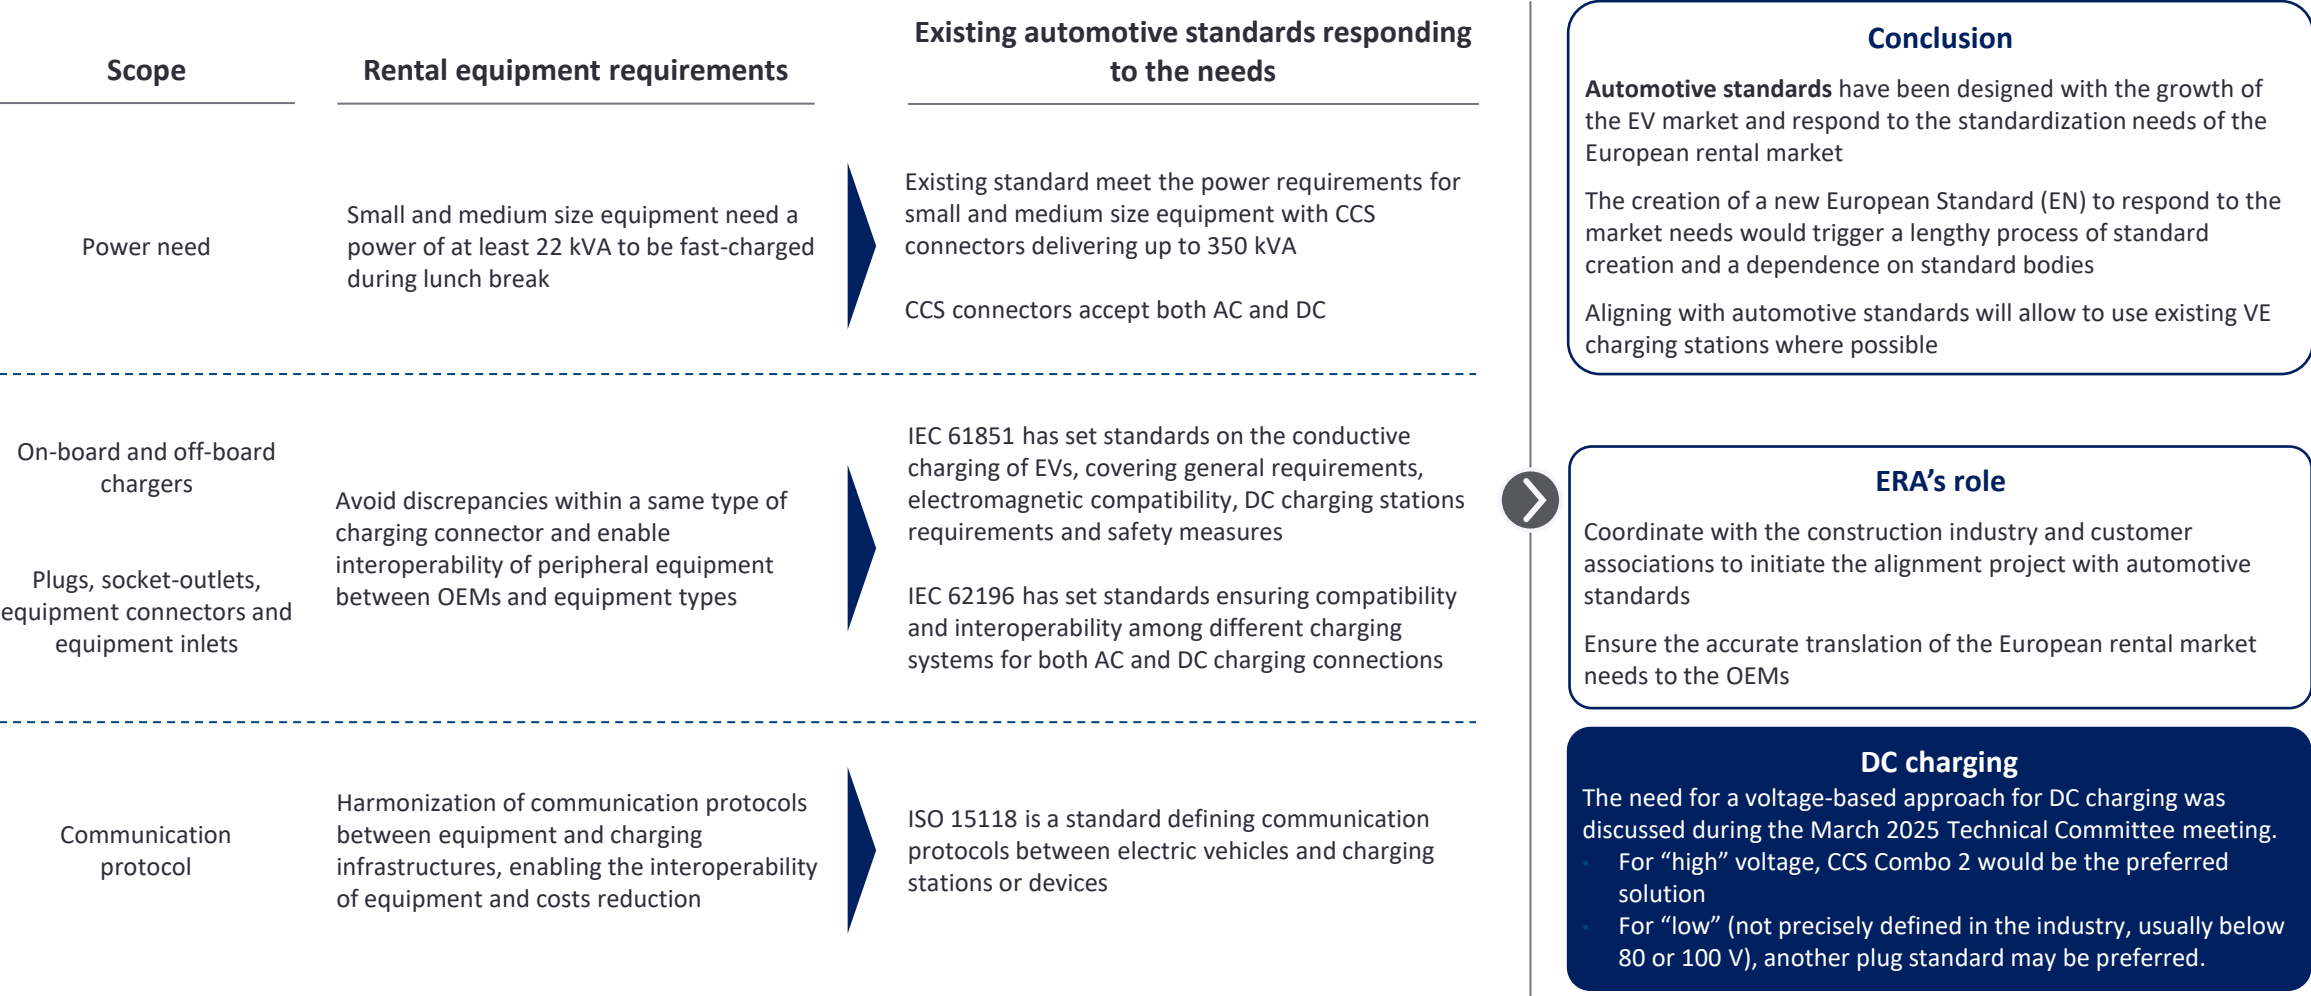 Scope
Rental equipment requirements
Existing automotive standards responding
to the needs
Power need
Small and medium size equipment need a
power of at least 22 kVA to be fast-charged
during lunch break
Existing standard meet the power requirements for
small and medium size equipment with CCS
connectors delivering up to 350 kVA
CCS connectors accept both AC and DC
On-board and off-board
chargers
Plugs, socket-outlets,
equipment connectors and
equipment inlets
Avoid discrepancies within a same type of
charging connector and enable
interoperability of peripheral equipment
between OEMs and equipment types
IEC 61851 has set standards on the conductive
charging of EVs, covering general requirements,
electromagnetic compatibility, DC charging stations
requirements and safety measures
IEC 62196 has set standards ensuring compatibility
and interoperability among different charging
systems for both AC and DC charging connections
Communication
protocol
Harmonization of communication protocols
between equipment and charging
infrastructures, enabling the interoperability
of equipment and costs reduction
ISO 15118 is a standard defining communication
protocols between electric vehicles and charging
stations or devices
Conclusion
Automotive standards have been designed with the growth of
the EV market and respond to the standardization needs of the
European rental market
The creation of a new European Standard (EN) to respond to the
market needs would trigger a lengthy process of standard
creation and a dependence on standard bodies
Aligning with automotive standards will allow to use existing VE
charging stations where possible
ERA’s role
Coordinate with the construction industry and customer
associations to initiate the alignment project with automotive
standards
Ensure the accurate translation of the European rental market
needs to the OEMs
DC charging
The need for a voltage-based approach for DC charging was
discussed during the March 2025 Technical Committee meeting.
• For “high” voltage, CCS Combo 2 would be the preferred
solution
• For “low” (not precisely defined in the industry, usually below
80 or 100 V), another plug standard may be preferred.